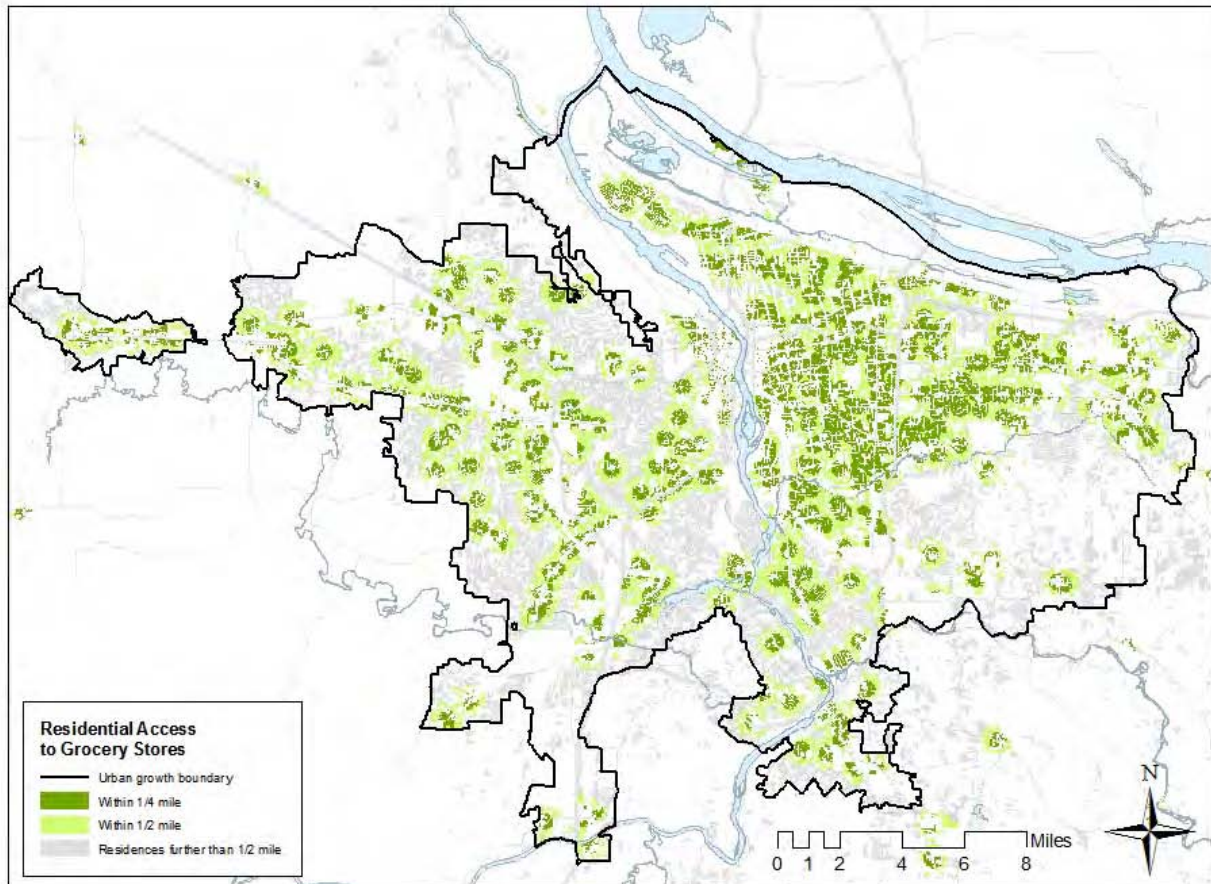 Residential Access
to Grocery Stores
Urban growth boundary
Within 1/4 mile
Within 1/2 mile
Residences further than 1/2 mile
N
Miles
0 1 2 4 6 8